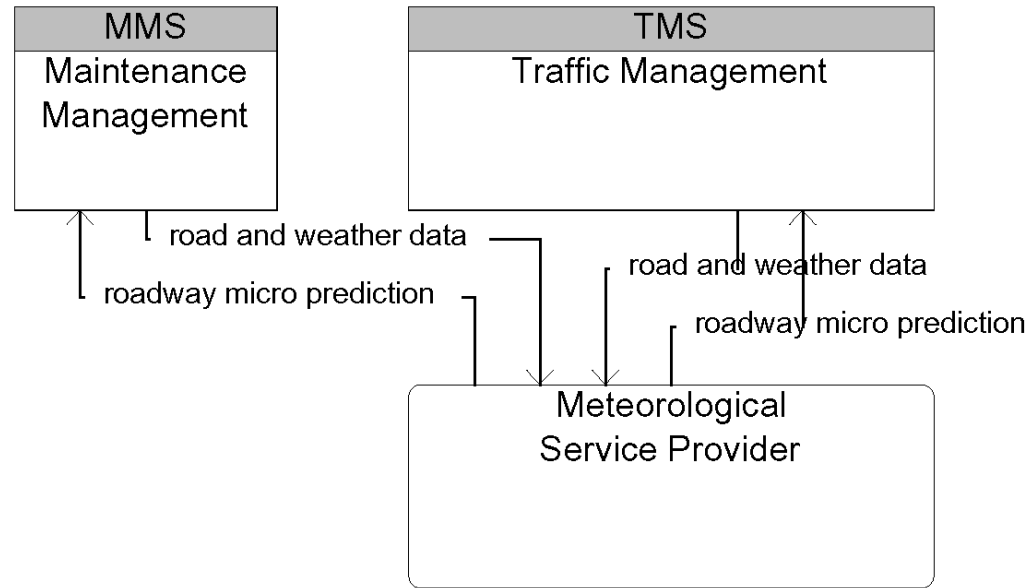 MMS
Maintenance
Management
TMS
Traffic Management
road and weather data
roadway micro prediction
road and weather data
roadway micro prediction
Meteorological
Service Provider